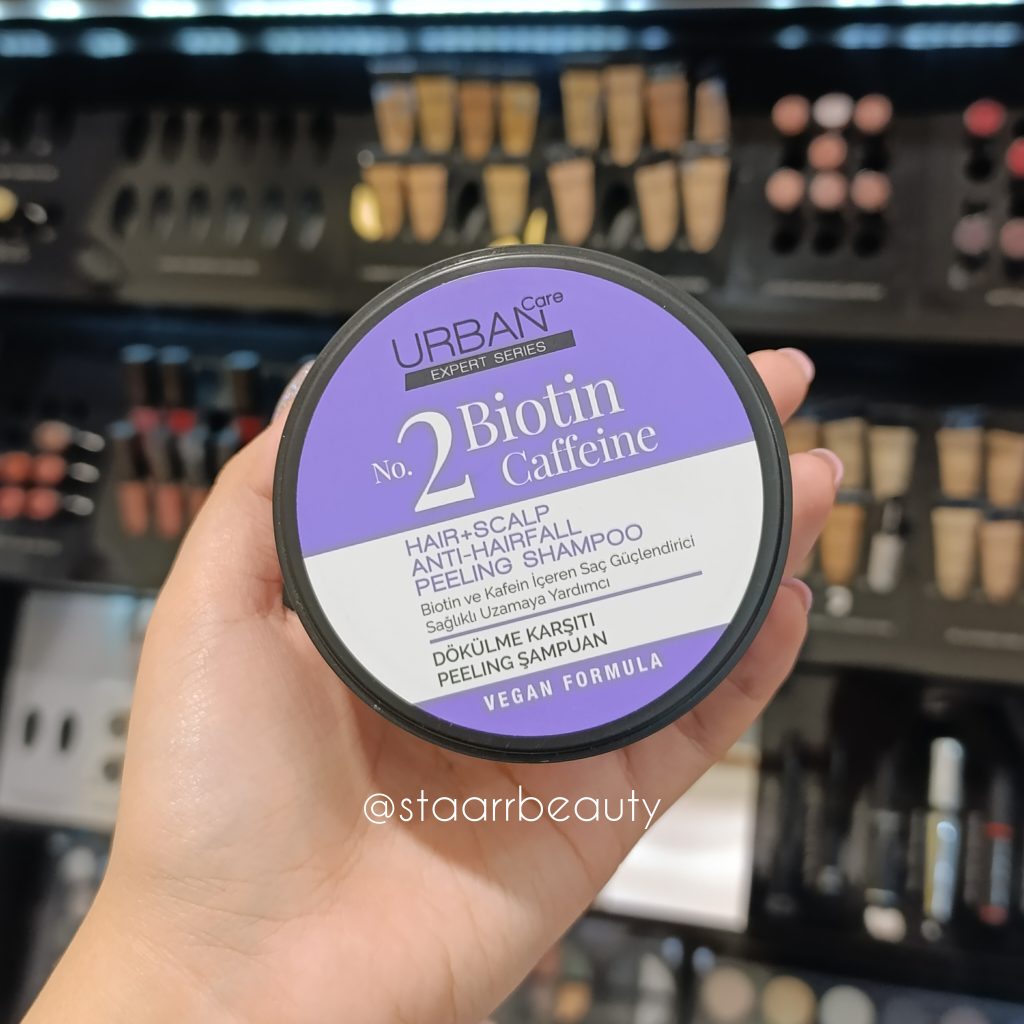 URBAN Care
EXPERT SERIES
No. 2 Biotin
Caffeine
HAIR+SCALP
ANTI-HAIRFALL
PEELING SHAMPOO
Biotin ve Kafein İçeren Saç Güçlendirici
Sağlıklı Uzamaya Yardımcı
DÖKÜLME KARŞITI
PEELING ŞAMPUAN
VEGAN FORMULA
@staarrbeauty